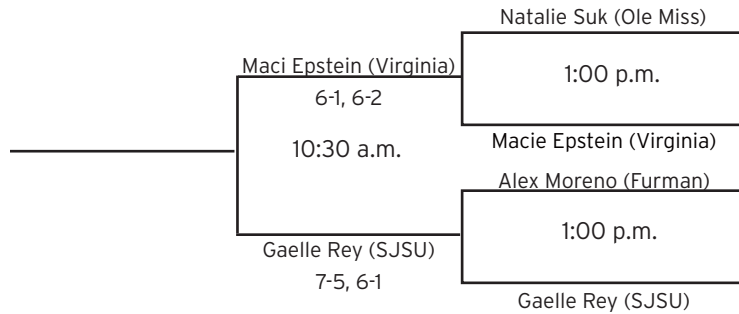 Natalie Suk (Ole Miss)
Maci Epstein (Virginia)
1:00 p.m.
6-1, 6-2
10:30 a.m.
Macie Epstein (Virginia)
Alex Moreno (Furman)
1:00 p.m.
Gaelle Rey (SJSU)
7-5, 6-1
Gaelle Rey (SJSU)